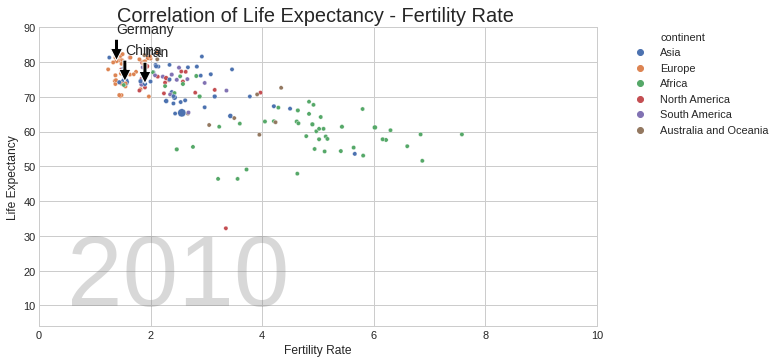 Correlation of Life Expectancy - Fertility Rate
Germany
China
Iran
continent
Asia
Europe
Africa
North America
South America
Australia and Oceania
90
80
70
60
50
40
30
20
10
Life Expectancy
2010
0
2
4
6
8
10
Fertility Rate